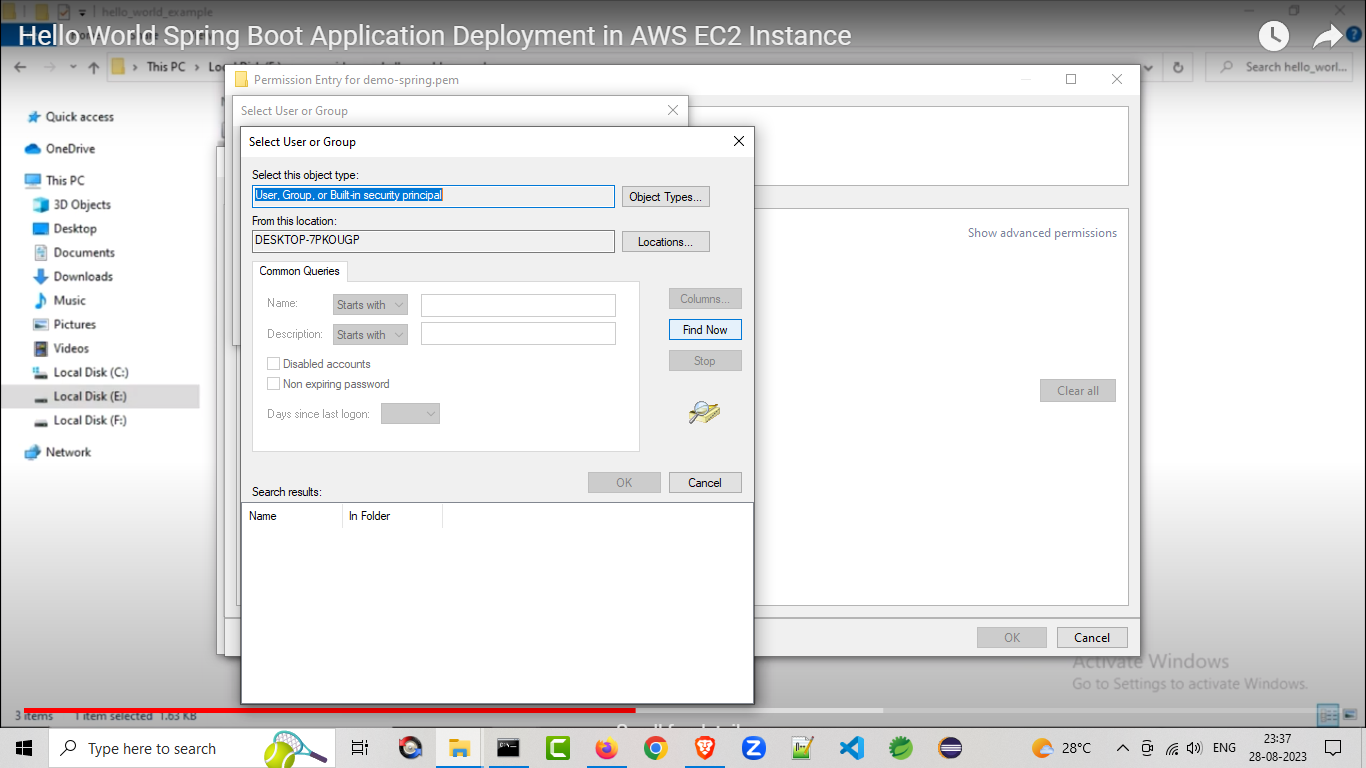 hello_world_example
Hello World Spring Boot Application Deployment in AWS EC2 Instance
This PC
Search hello_worl...
Permission Entry for demo-spring.pem
Select User or Group
Select User or Group
Select this object type:
User, Group, or Built-in security principal
Object Types...
From this location:
DESKTOP-7PKOUGP
Locations...
Common Queries
Name:
Starts with
Description:
Starts with
Disabled accounts
Non expiring password
Days since last logon:
Columns...
Find Now
Stop
OK
Cancel
Search results:
Name
In Folder
Show advanced permissions
Clear all
OK
Cancel
Quick access
OneDrive
This PC
3D Objects
Desktop
Documents
Downloads
Music
Pictures
Videos
Local Disk (C:)
Local Disk (E:)
Local Disk (F:)
Network
Activate Windows
Go to Settings to activate Windows.
3 items
1 item selected 1.63 KB
Type here to search
28°C
ENG
23:37
28-08-2023